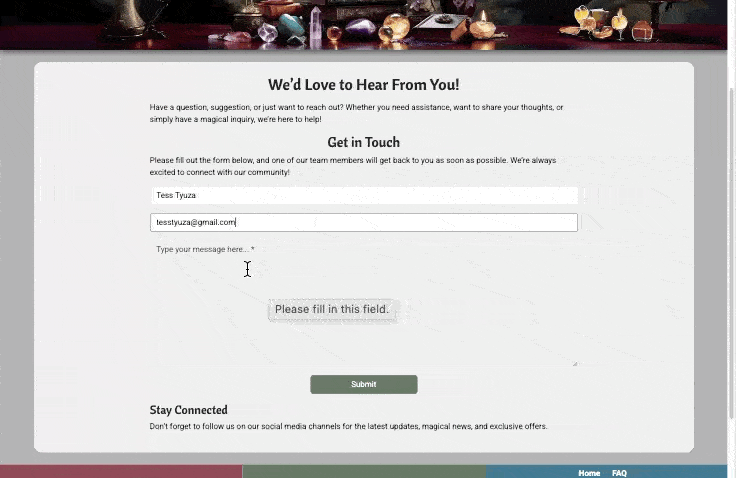 We'd Love to Hear From You!
Have a question, suggestion, or just want to reach out? Whether you need assistance, want to share your thoughts, or
simply have a magical inquiry, we're here to help!
Get in Touch
Please fill out the form below, and one of our team members will get back to you as soon as possible. We're always
excited to connect with our community!
Tess Tyuza
tesstyuza@gmail.com
Type your message here... *
Please fill in this field.
Submit
Stay Connected
Don't forget to follow us on our social media channels for the latest updates, magical news, and exclusive offers.
Home FAQ